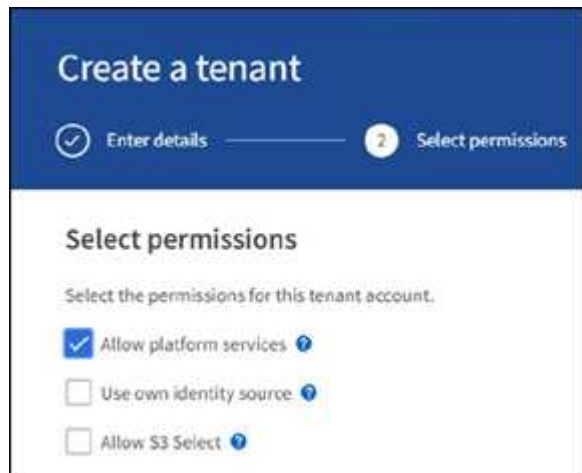 Create a tenant
Enter details
2 Select permissions
Select permissions
Select the permissions for this tenant account.
Allow platform services ?
Use own identity source ?
Allow S3 Select ?